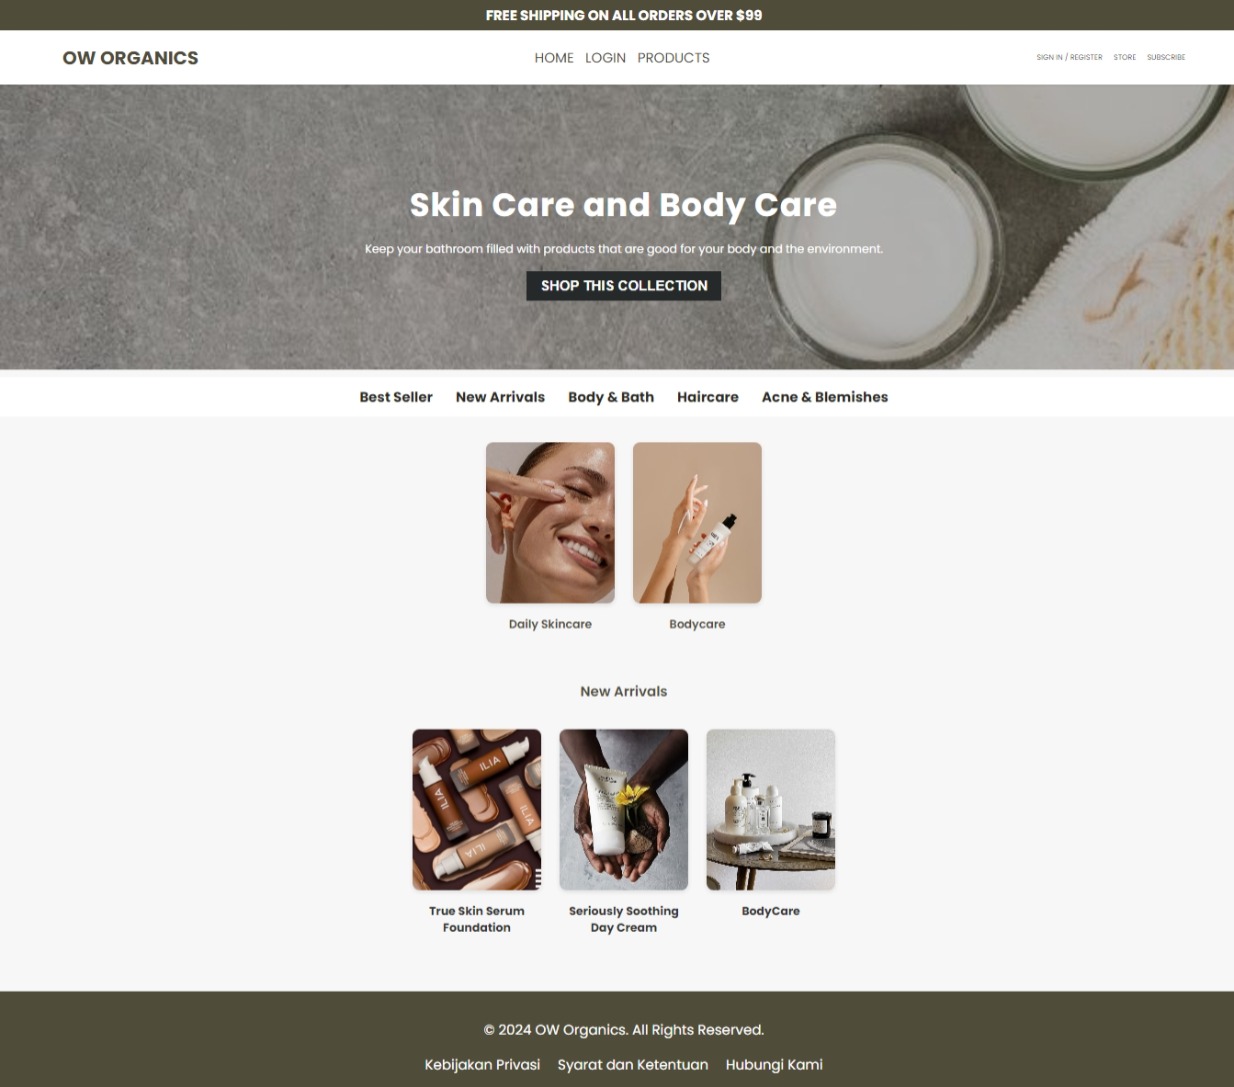 FREE SHIPPING ON ALL ORDERS OVER $99
OW ORGANICS
HOME LOGIN PRODUCTS
SIGN IN / REGISTER STORE SUBSCRIBE
Skin Care and Body Care
Keep your bathroom filled with products that are good for your body and the environment.
SHOP THIS COLLECTION
Best Seller New Arrivals Body & Bath Haircare Acne & Blemishes
Daily Skincare Bodycare
New Arrivals
ILIA
ILIA
ILIA
ILIA
True Skin Serum
Foundation
Seriously Soothing
Day Cream
BodyCare
© 2024 OW Organics. All Rights Reserved.
Kebijakan Privasi Syarat dan Ketentuan Hubungi Kami